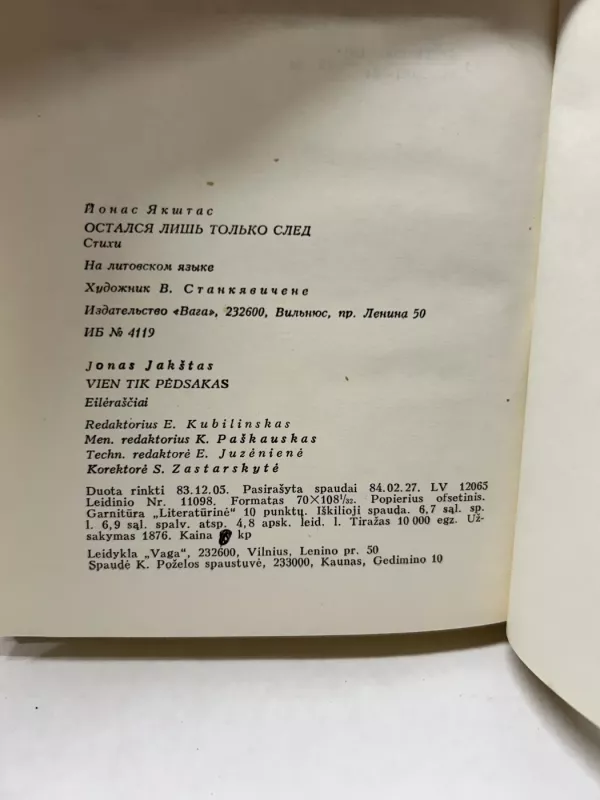 Йонас Якштас
ОСТАЛСЯ ЛИШЬ ТОЛЬКО СЛЕД
Стихи
На литовском языке
Художник В. Станкявичене
Издательство «Вага», 232600, Вильнюс, пр. Ленина 50
ИБ № 4119
Jonas Jakštas
VIEN TIK PĖDSAKAS
Eilėraščiai
Redaktorius E. Kubilinskas
Men. redaktorius K. Paškauskas
Techn. redaktorė E. Juzėnienė
Korektorė S. Zastarskytė
Duota rinkti 83.12.05. Pasirašyta spaudai 84.02.27. LV 12065
Leidinio Nr. 11098. Formatas 70×108¹/₃₂. Popierius ofsetinis.
Garnitūra „Literatūrinė" 10 punktų. Iškilioji spauda. 6,7 sąl. sp.
l. 6,9 sąl. spalv. atsp. 4,8 apsk. leid. l. Tiražas 10 000 egz. Už-
sakymas 1876. Kaina kp
Leidykla „Vaga", 232600, Vilnius, Lenino pr. 50
Spaudė K. Poželos spaustuvė, 233000, Kaunas, Gedimino 10